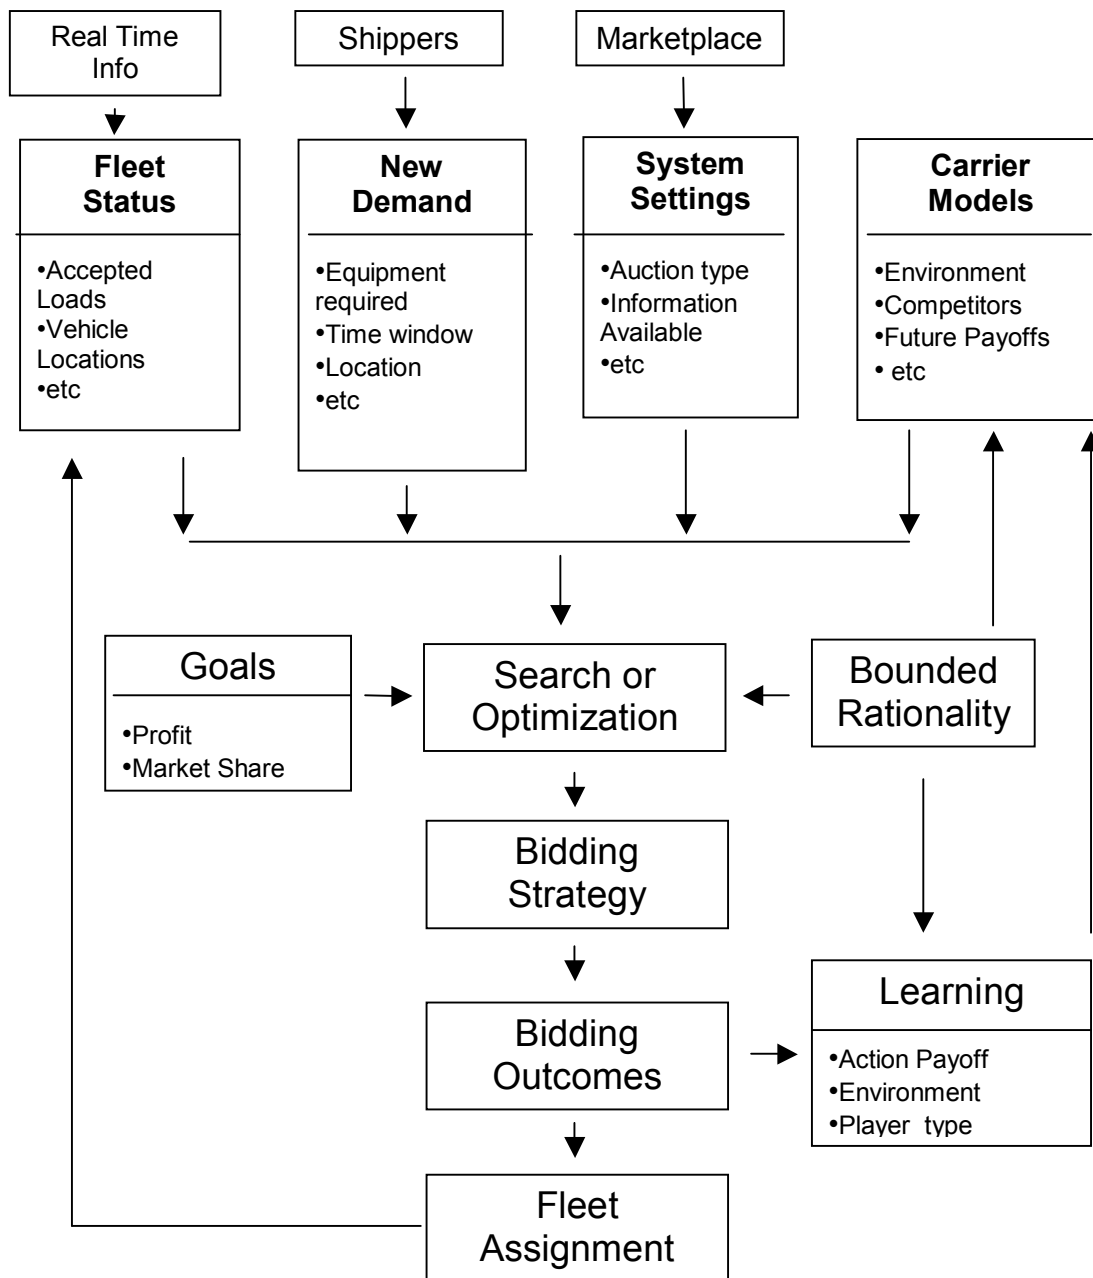 Real Time
Info
Shippers
Marketplace
Fleet
Status
•Accepted
Loads
•Vehicle
Locations
•etc
New
Demand
•Equipment
required
•Time window
•Location
•etc
System
Settings
•Auction type
•Information
Available
•etc
Carrier
Models
•Environment
•Competitors
•Future Payoffs
• etc
Goals
•Profit
•Market Share
Search or
Optimization
Bounded
Rationality
Bidding
Strategy
Bidding
Outcomes
Learning
•Action Payoff
•Environment
•Player type
Fleet
Assignment